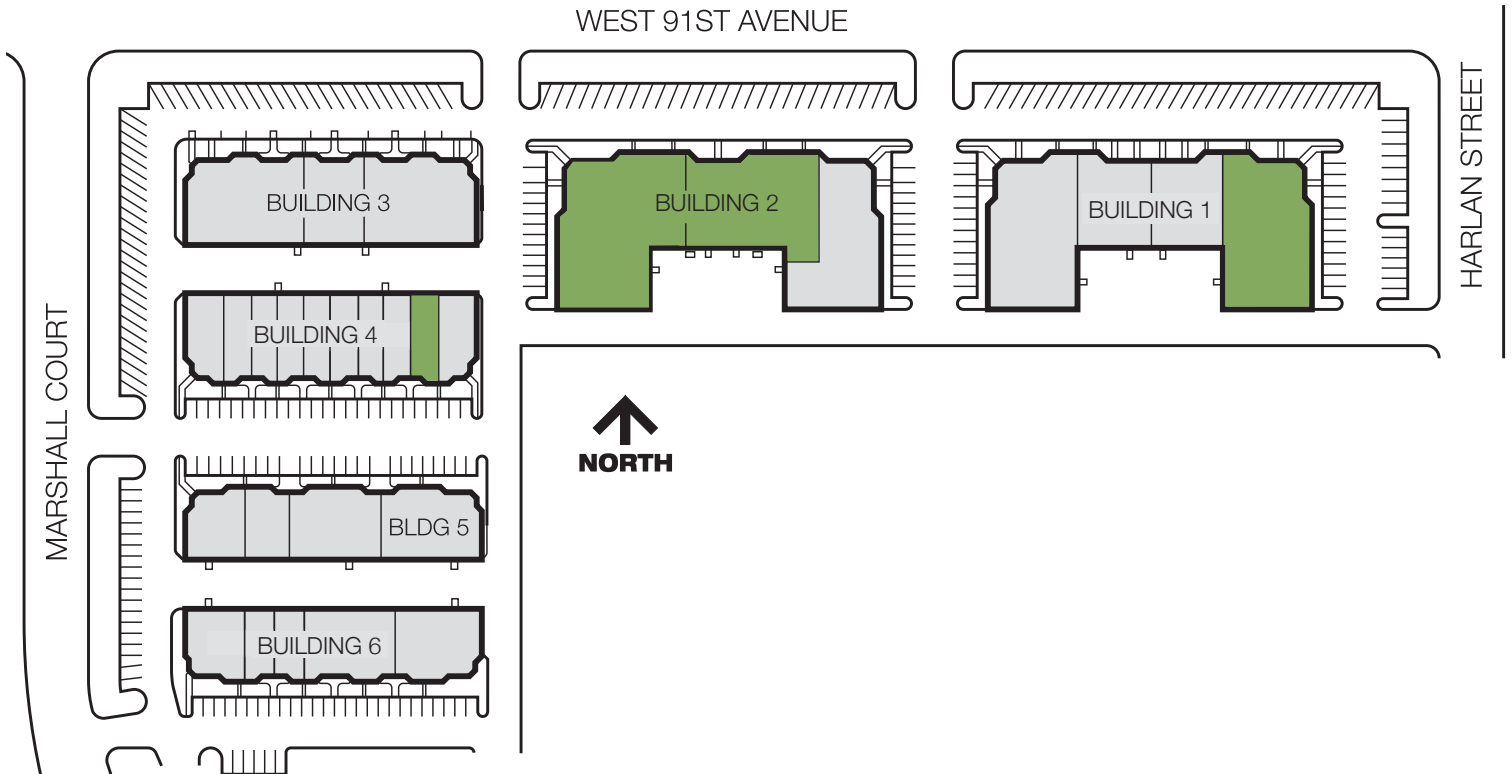 WEST 91ST AVENUE
HARLAN STREET
BUILDING 3
BUILDING 2
BUILDING 1
BUILDING 4
MARSHALL COURT
NORTH
BLDG 5
BUILDING 6